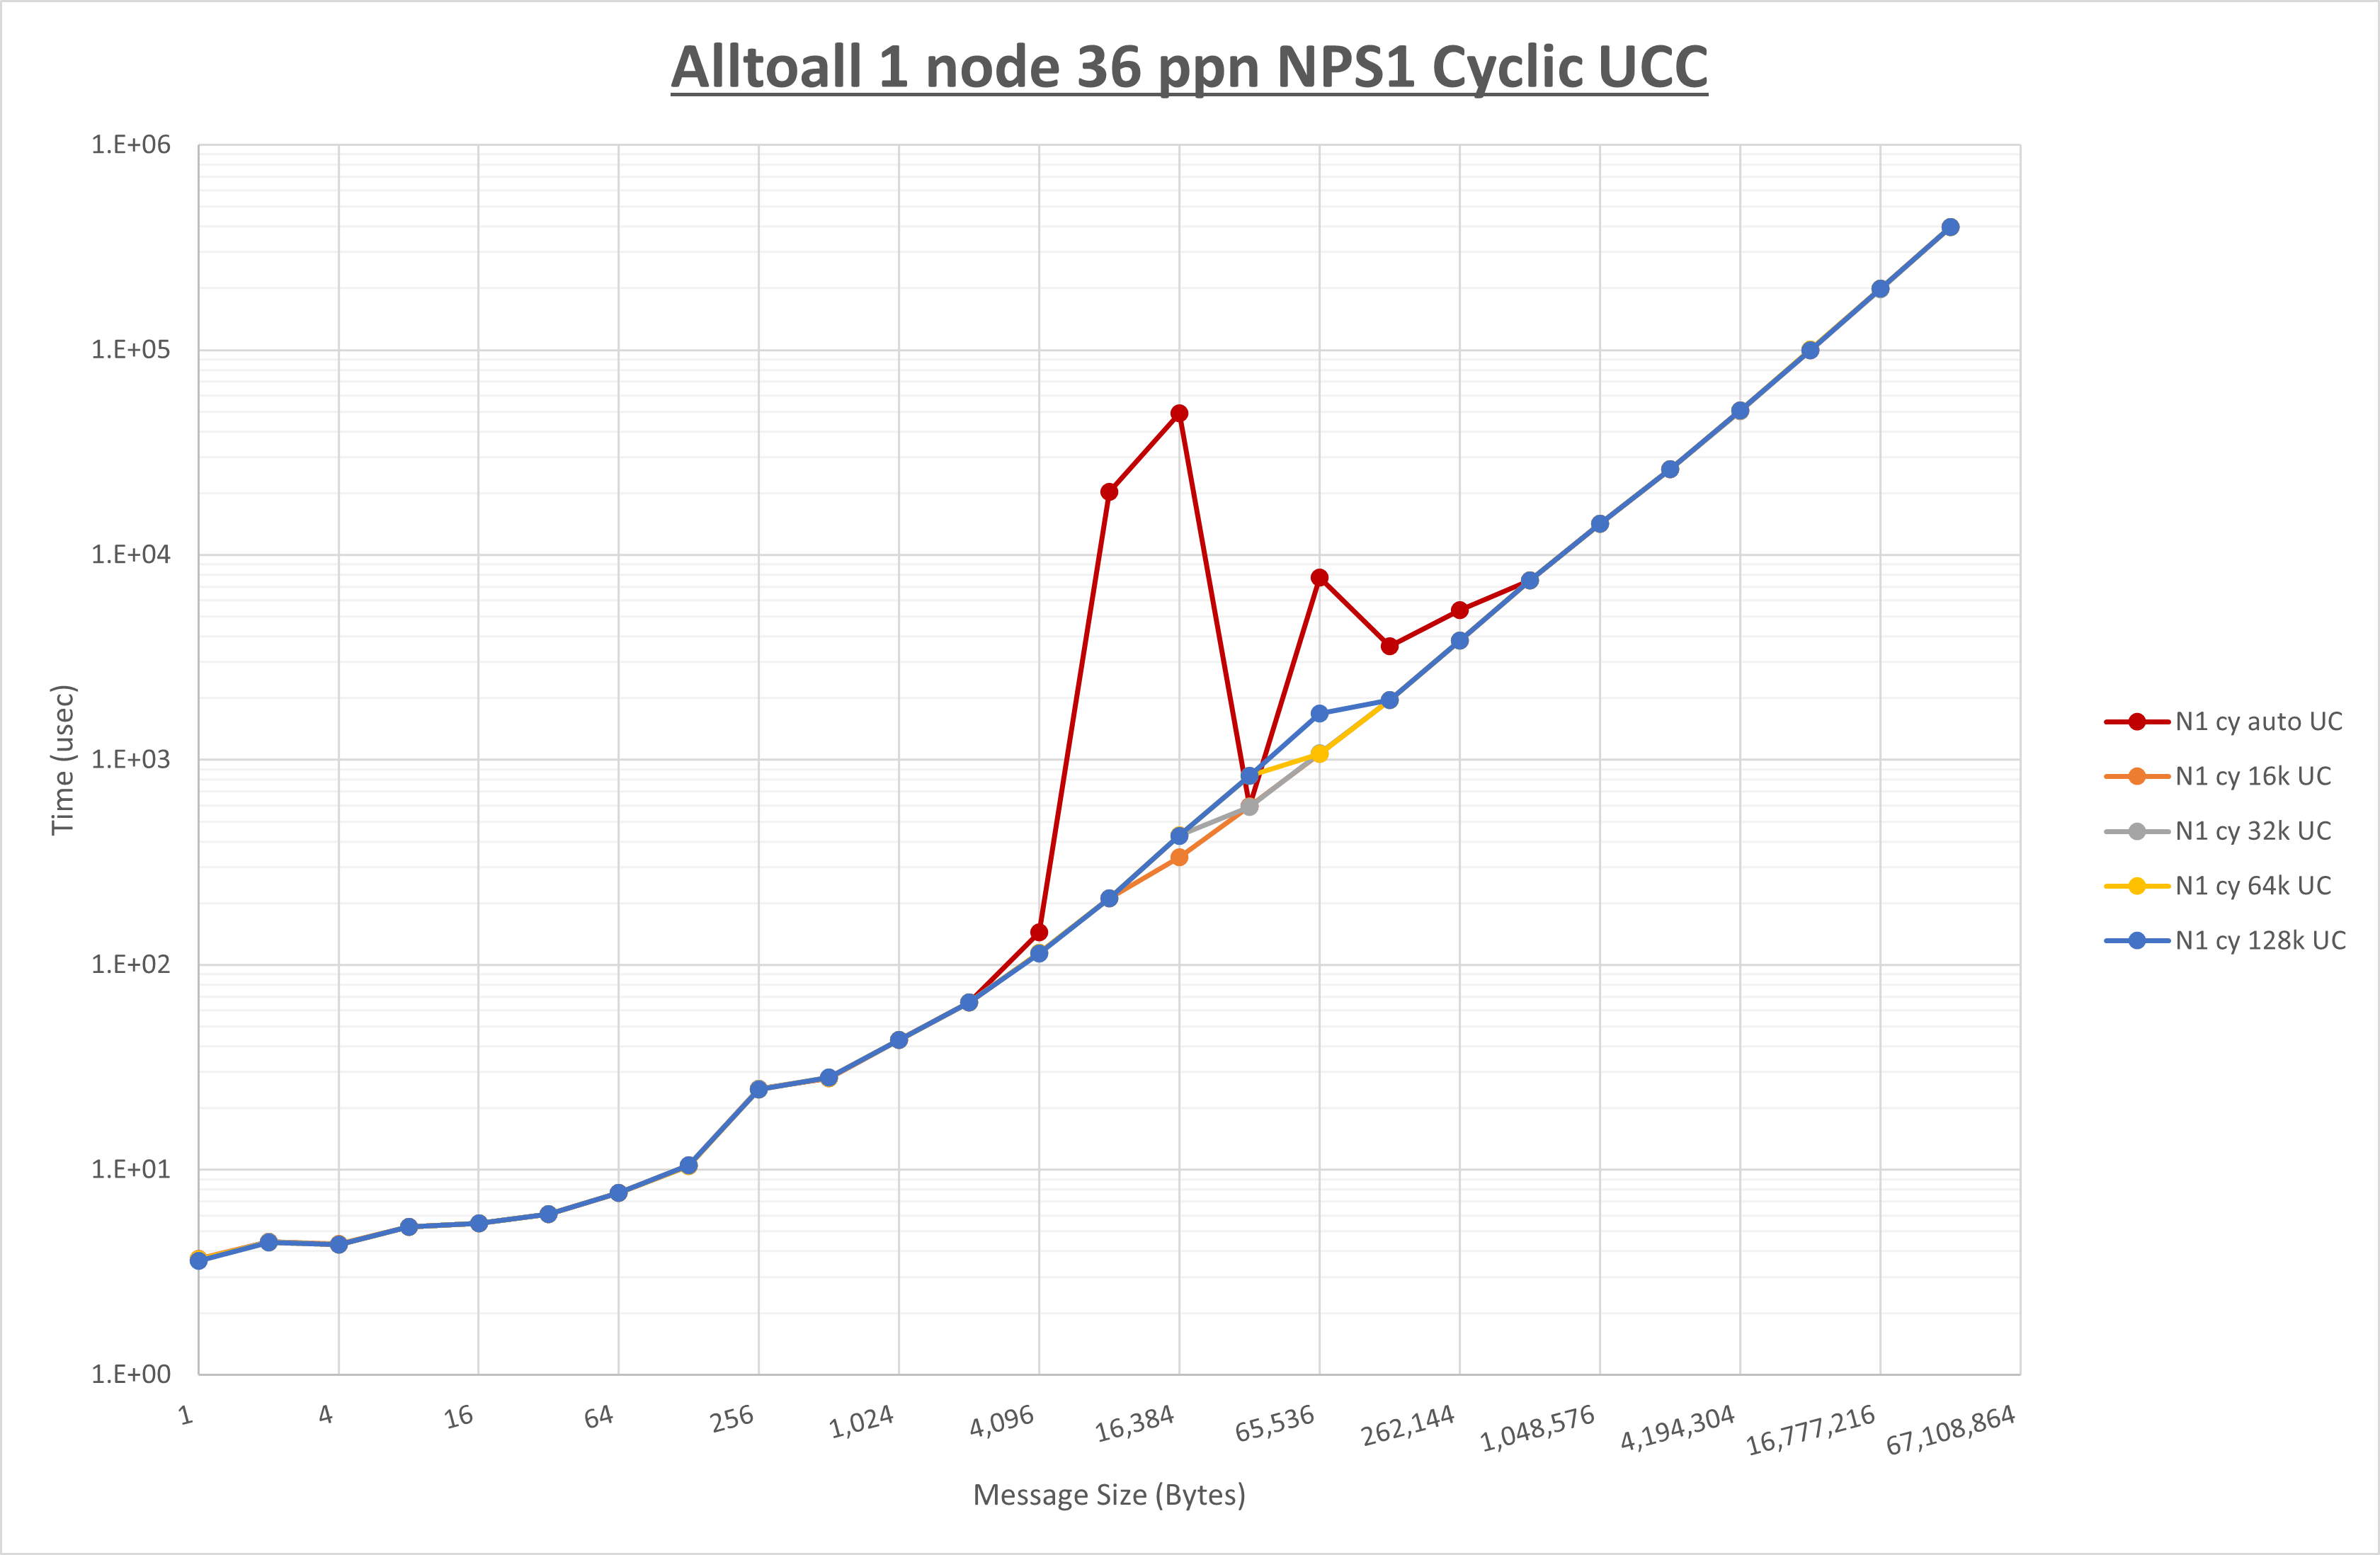 Alltoall 1 node 36 ppn NPS1 Cyclic UCC
1.E+06
1.E+05
1.E+04
1.E+03
1.E+02
1.E+01
1.E+00
Time (usec)
1 4 16 64 256 1,024 4,096 16,384 65,536 262,144 1,048,576 4,194,304 16,777,216 67,108,864
Message Size (Bytes)
N1 cy auto UC
N1 cy 16k UC
N1 cy 32k UC
N1 cy 64k UC
N1 cy 128k UC